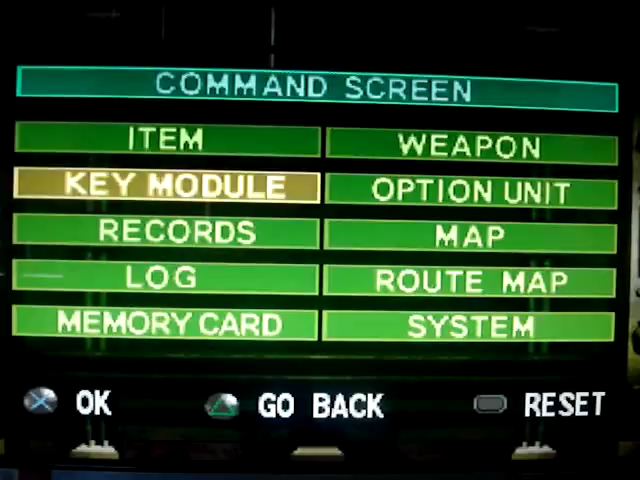 COMMAND SCREEN
ITEM WEAPON
KEY MODULE OPTION UNIT
RECORDS MAP
LOG ROUTE MAP
MEMORY CARD SYSTEM
OK GO BACK RESET